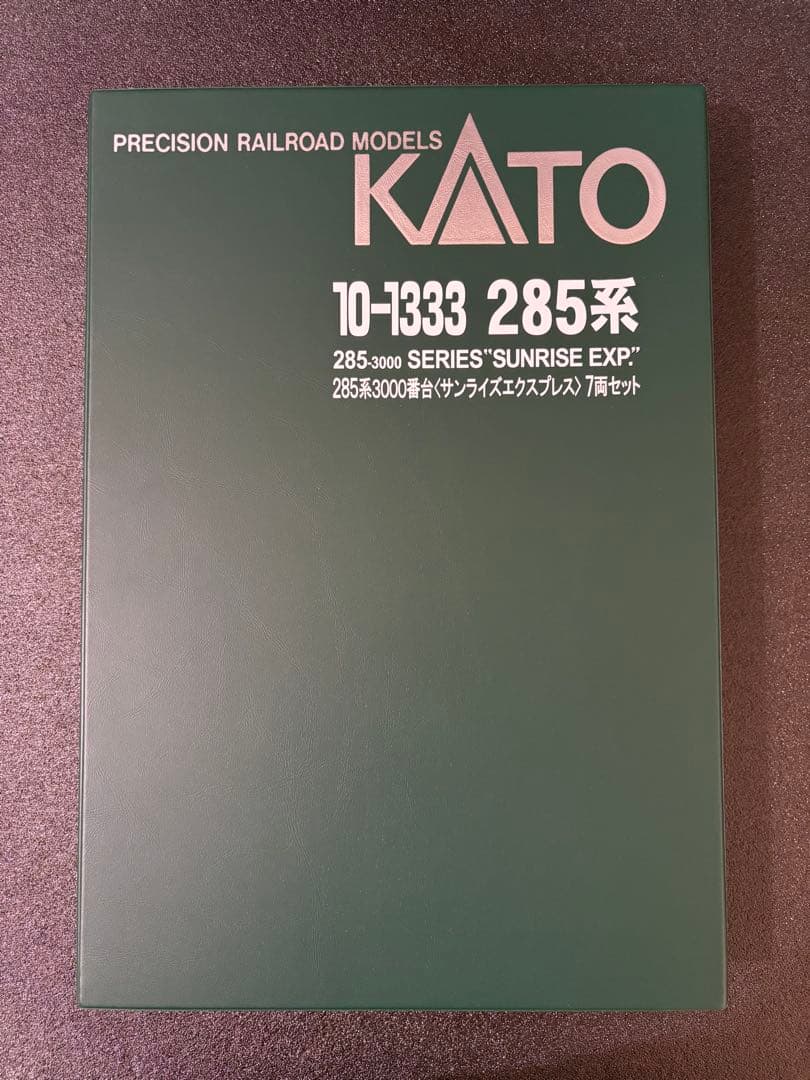 PRECISION RAILROAD MODELS
KATO
10-1333 285系
285-3000 SERIES"SUNRISE EXP."
285系3000番台〈サンライズエクスプレス〉7両セット